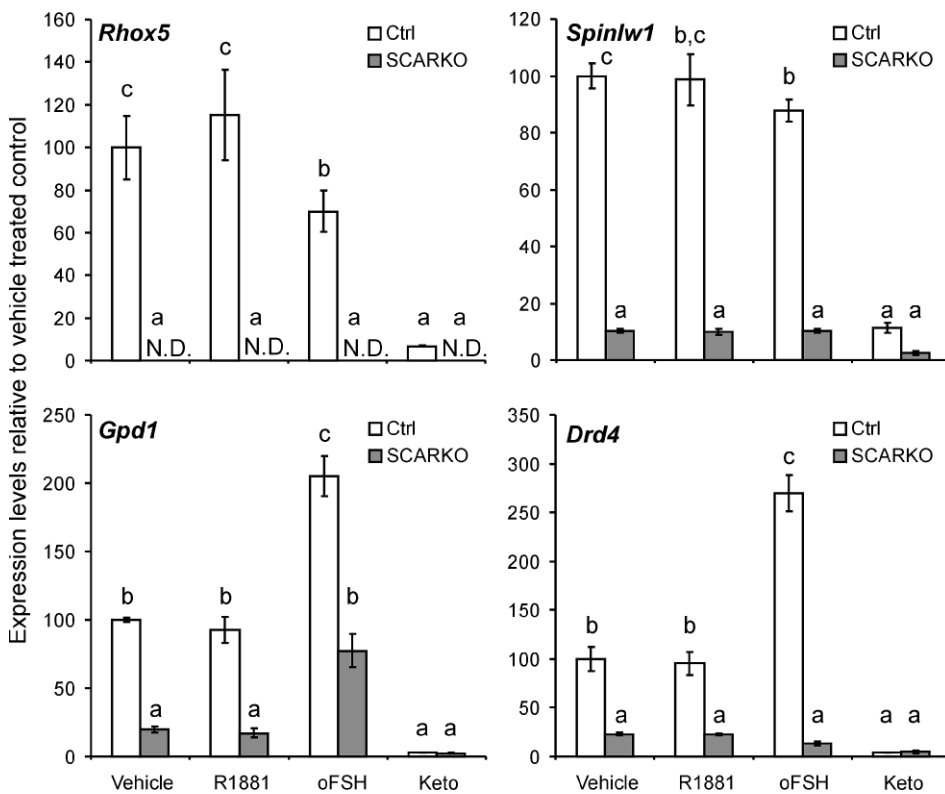 Expression levels relative to vehicle treated control
Rhox5
Ctrl
SCARKO
160
140
120
100
80
60
40
20
0
c
c
b
a
a
a
a a
N.D.
N.D.
N.D.
N.D.
Spinlw1
Ctrl
SCARKO
120
100
80
60
40
20
0
c
b,c
b
a
a
a
a a
Gpd1
Ctrl
SCARKO
250
200
150
100
50
0
b
b
c
b
a
a
a a
Vehicle R1881 oFSH Keto
Drd4
Ctrl
SCARKO
350
300
250
200
150
100
50
0
b
b
c
a
a
a
a a
Vehicle R1881 oFSH Keto